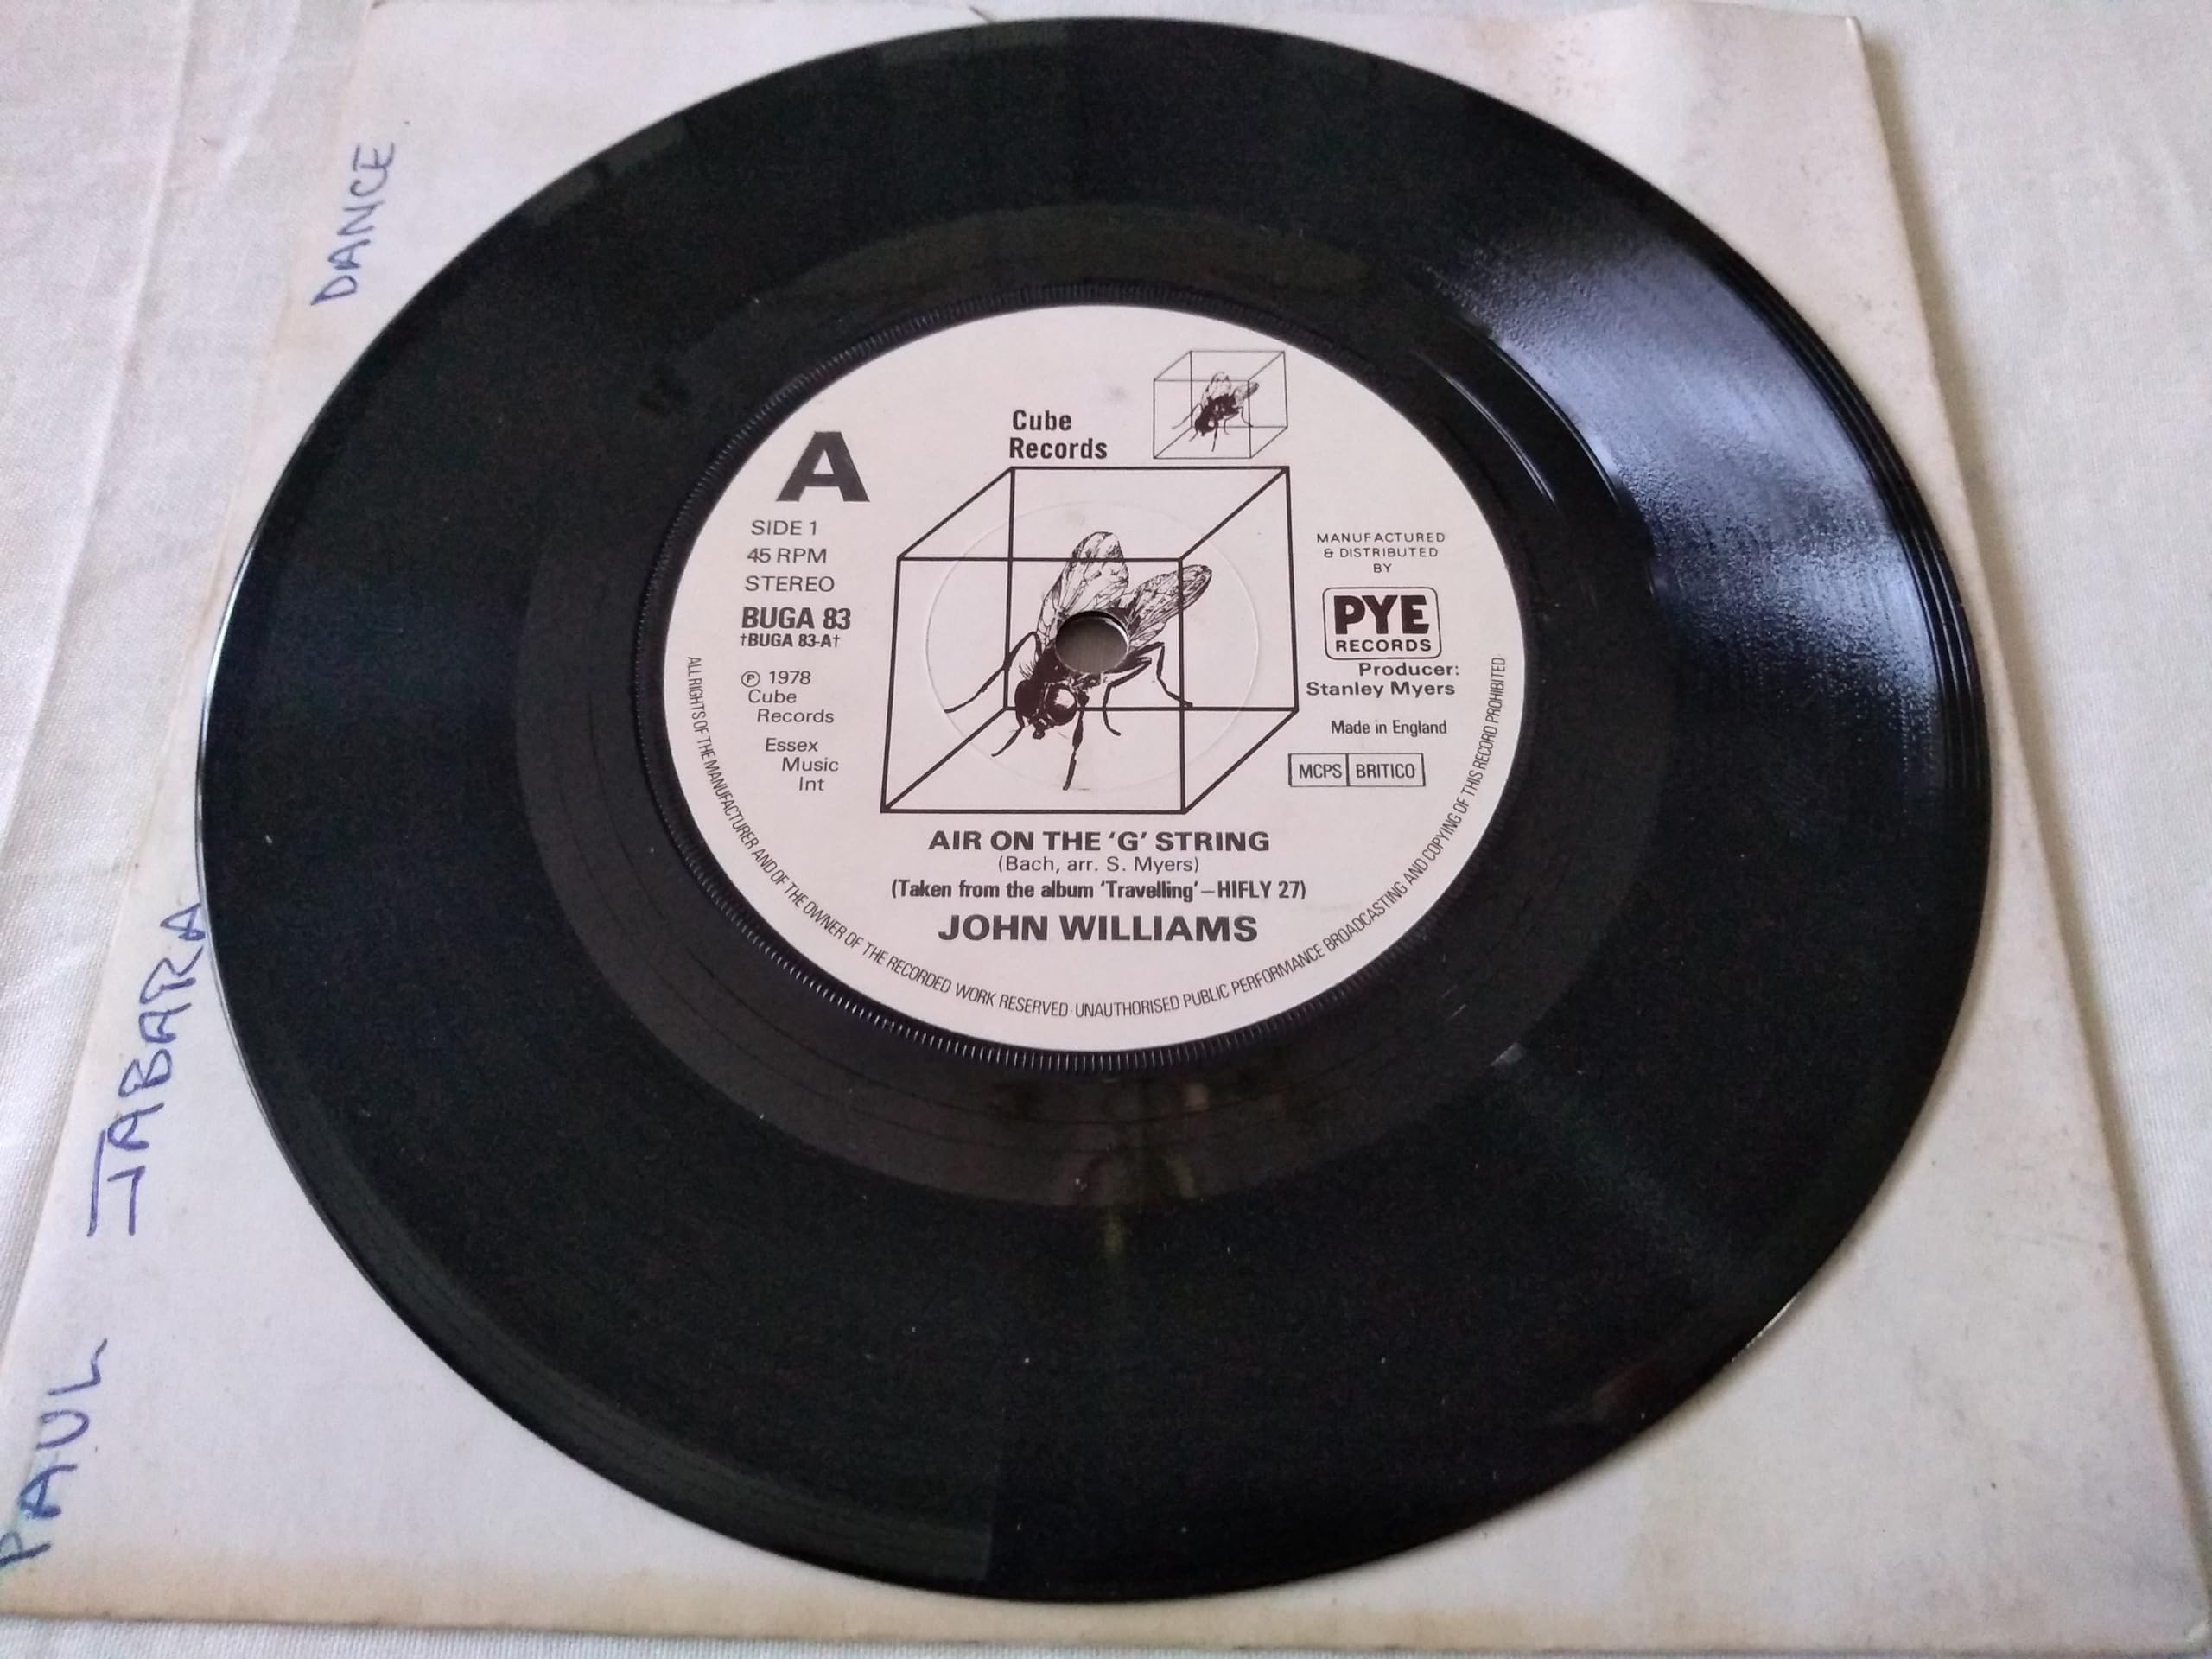 DANCE
PAUL JABARA
Cube
Records
A
SIDE 1
45 RPM
STEREO
BUGA 83
†BUGA 83-A†
Ⓟ 1978
Cube
Records
Essex
Music
Int
MANUFACTURED
& DISTRIBUTED
BY
PYE
RECORDS
Producer:
Stanley Myers
Made in England
MCPS BRITICO
AIR ON THE ‘G’ STRING
(Bach, arr. S. Myers)
(Taken from the album ‘Travelling’—HIFLY 27)
JOHN WILLIAMS
ALL RIGHTS OF THE MANUFACTURER AND OF THE OWNER OF THE RECORDED WORK RESERVED · UNAUTHORISED PUBLIC PERFORMANCE BROADCASTING AND COPYING OF THIS RECORD PROHIBITED